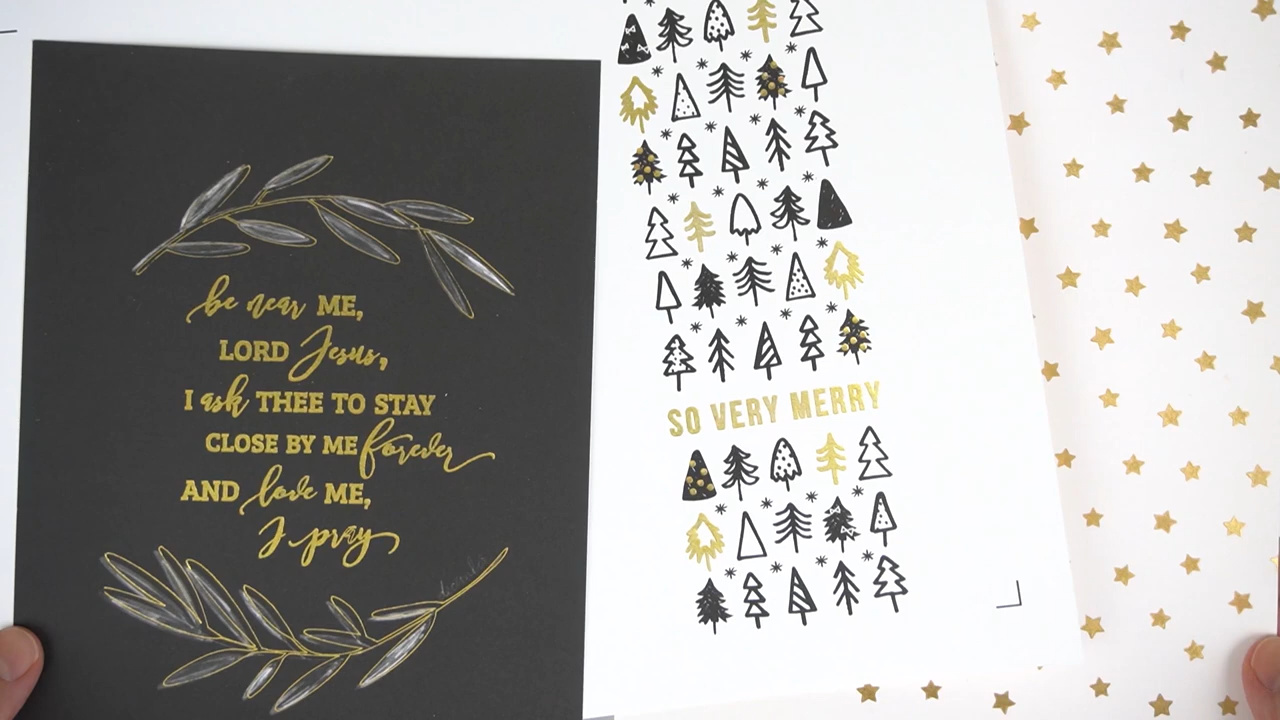 be near ME,
LORD Jesus,
I ask THEE TO STAY
CLOSE BY ME forever
AND love ME,
I pray
SO VERY MERRY